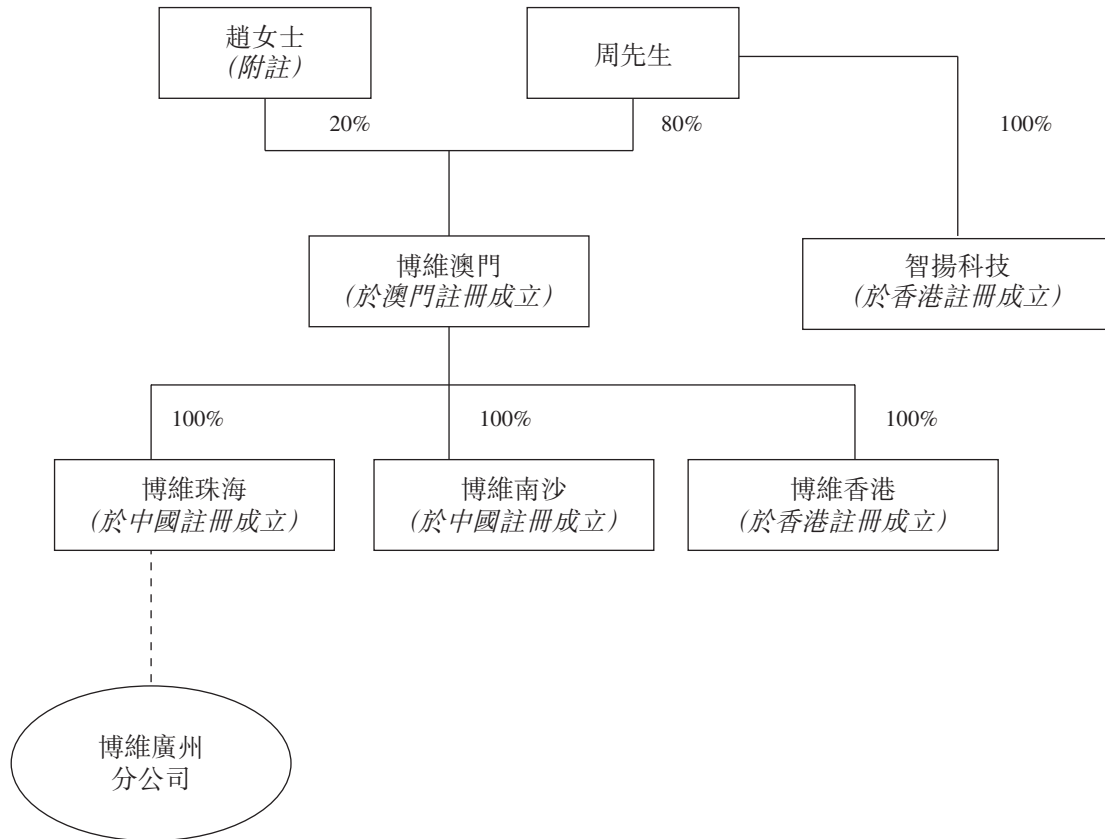 趙女士
(附註)
周先生
20%
80%
100%
博維澳門
(於澳門註冊成立)
智揚科技
(於香港註冊成立)
100%
100%
100%
博維珠海
(於中國註冊成立)
博維南沙
(於中國註冊成立)
博維香港
(於香港註冊成立)
博維廣州
分公司